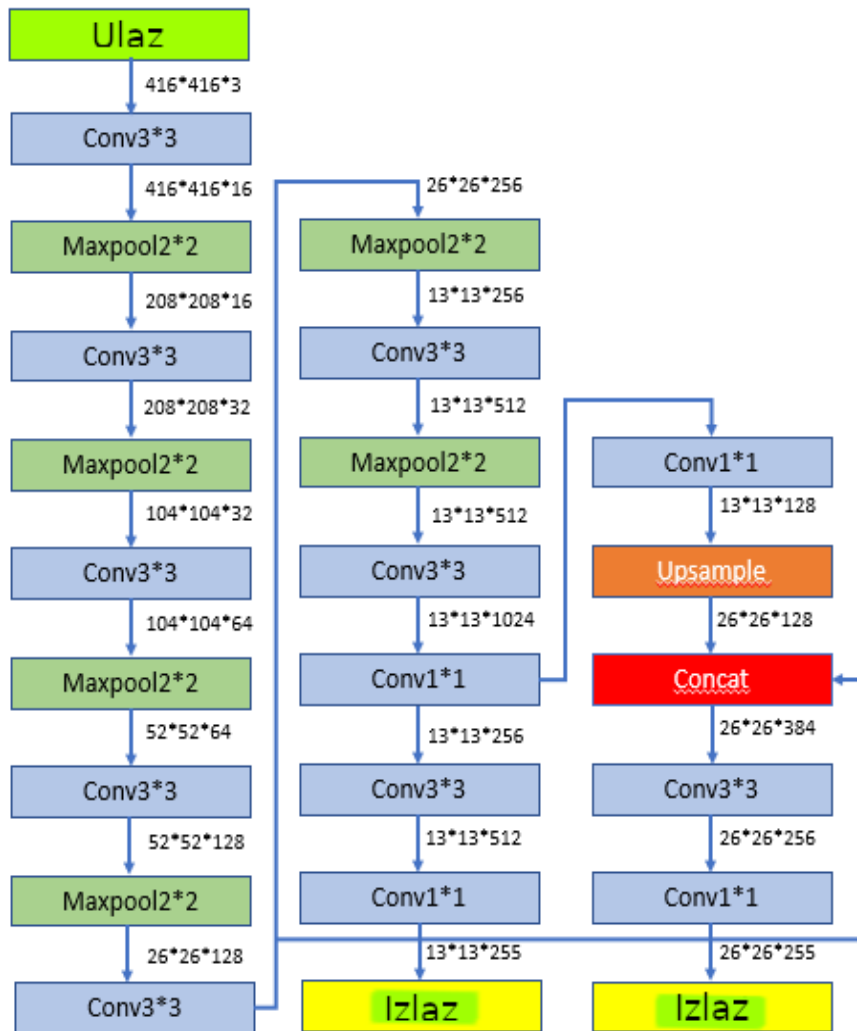 Ulaz
416*416*3
Conv3*3
416*416*16
Maxpool2*2
208*208*16
Conv3*3
208*208*32
Maxpool2*2
104*104*32
Conv3*3
104*104*64
Maxpool2*2
52*52*64
Conv3*3
52*52*128
Maxpool2*2
26*26*128
Conv3*3
26*26*256
Maxpool2*2
13*13*256
Conv3*3
13*13*512
Maxpool2*2
13*13*512
Conv3*3
13*13*1024
Conv1*1
13*13*256
Conv3*3
13*13*512
Conv1*1
13*13*255
Izlaz
Conv1*1
13*13*128
Upsample
26*26*128
Concat
26*26*384
Conv3*3
26*26*256
Conv1*1
26*26*255
Izlaz